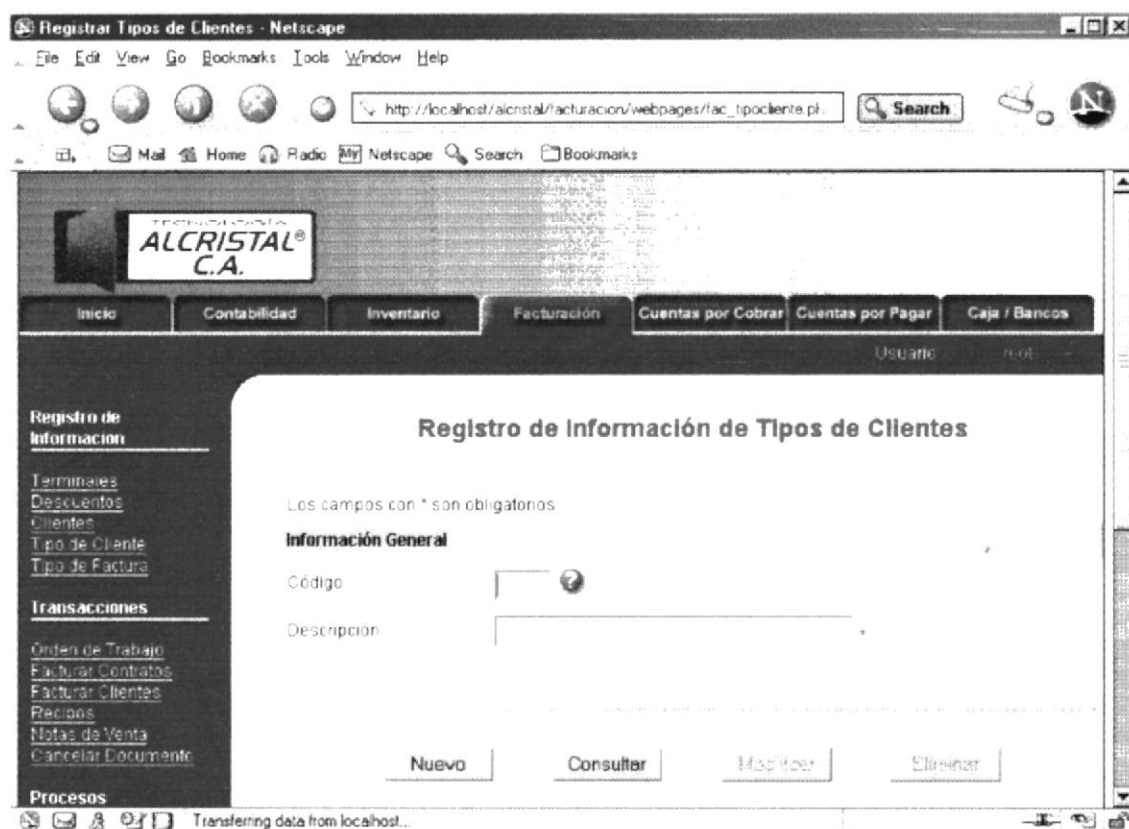 Registrar Tipos de Clientes - Netscape
File Edit View Go Bookmarks Tools Window Help
http://localhost/alcristal/facturacion/webpages/fac_tipocliente.ph Search
Mail Home Radio My Netscape Search Bookmarks
TECNOLOGÍA
ALCRISTAL®
C.A.
Inicio Contabilidad Inventario Facturación Cuentas por Cobrar Cuentas por Pagar Caja / Bancos
Usuario root
Registro de
Informacion
Terminales
Descuentos
Clientes
Tipo de Cliente
Tipo de Factura
Transacciones
Orden de Trabajo
Facturar Contratos
Facturar Clientes
Recibos
Notas de Venta
Cancelar Documento
Procesos
Registro de Información de Tipos de Clientes
Los campos con * son obligatorios
Información General
Código
Descripción *
Nuevo Consultar Modificar Eliminar
Transferring data from localhost...